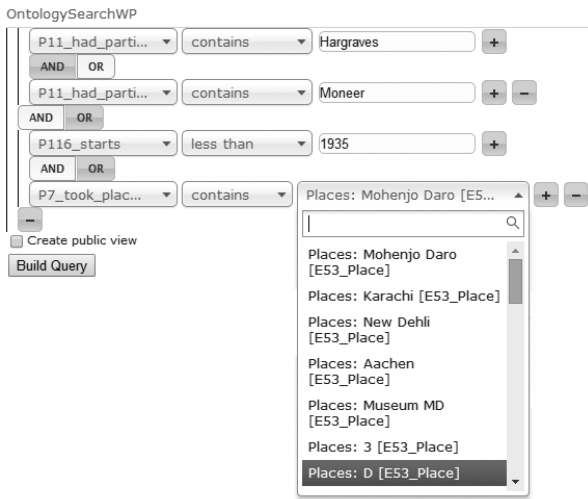 OntologySearchWP
P11_had_parti... contains Hargraves +
AND OR
P11_had_parti... contains Moneer + −
AND OR
P116_starts less than 1935 +
AND OR
P7_took_plac... contains Places: Mohenjo Daro [E5... + −
−
Create public view
Build Query
Places: Mohenjo Daro
[E53_Place]
Places: Karachi [E53_Place]
Places: New Dehli
[E53_Place]
Places: Aachen
[E53_Place]
Places: Museum MD
[E53_Place]
Places: 3 [E53_Place]
Places: D [E53_Place]